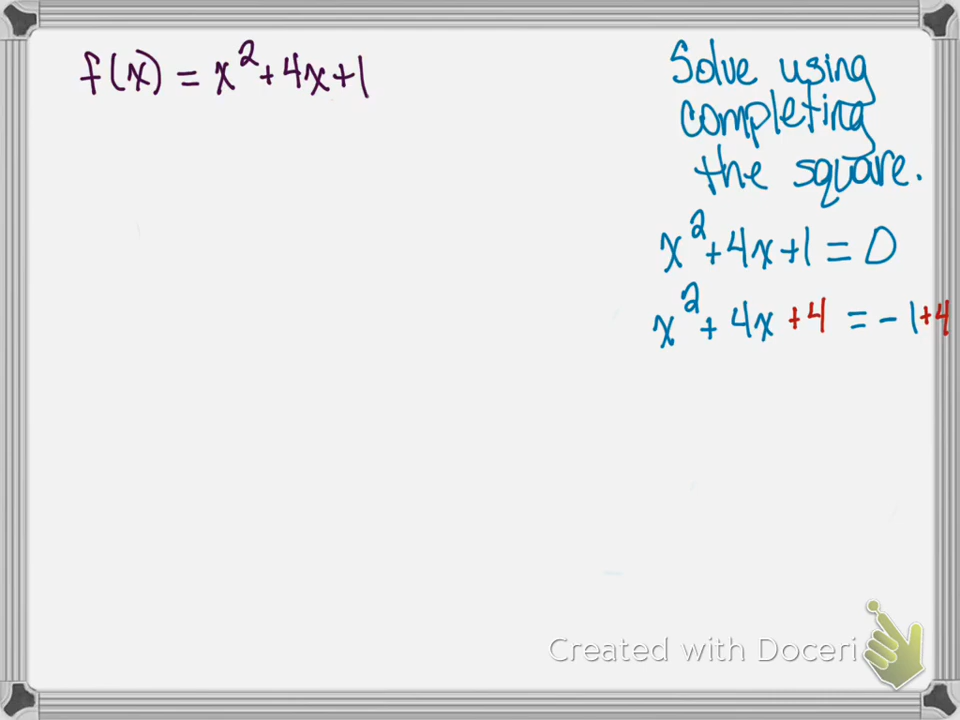 f(x) = x²+4x+1
Solve using
completing
the square.
x²+4x+1 = 0
x²+4x+4 = -1+4
Created with Doceri